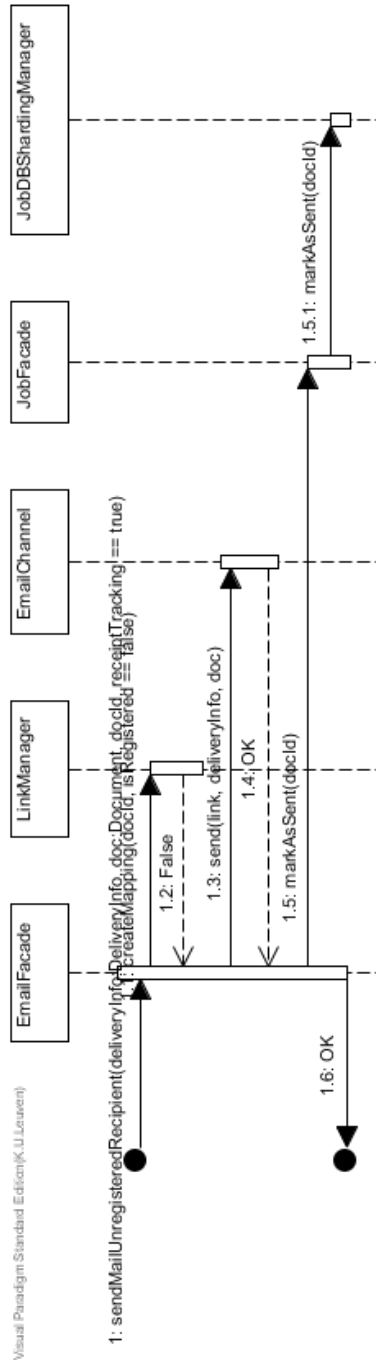 Visual Paradigm Standard Edition(K.U.Leuven)
EmailFacade
LinkManager
EmailChannel
JobFacade
JobDBShardingManager
1: sendMailUnregisteredRecipient(deliveryInfo:DeliveryInfo, doc:Document, docId, receiptTracking == true)
1.1: createMapping(docId, isRegistered == false)
1.2: False
1.3: send(link, deliveryInfo, doc)
1.4: OK
1.5: markAsSent(docId)
1.5.1: markAsSent(docId)
1.6: OK